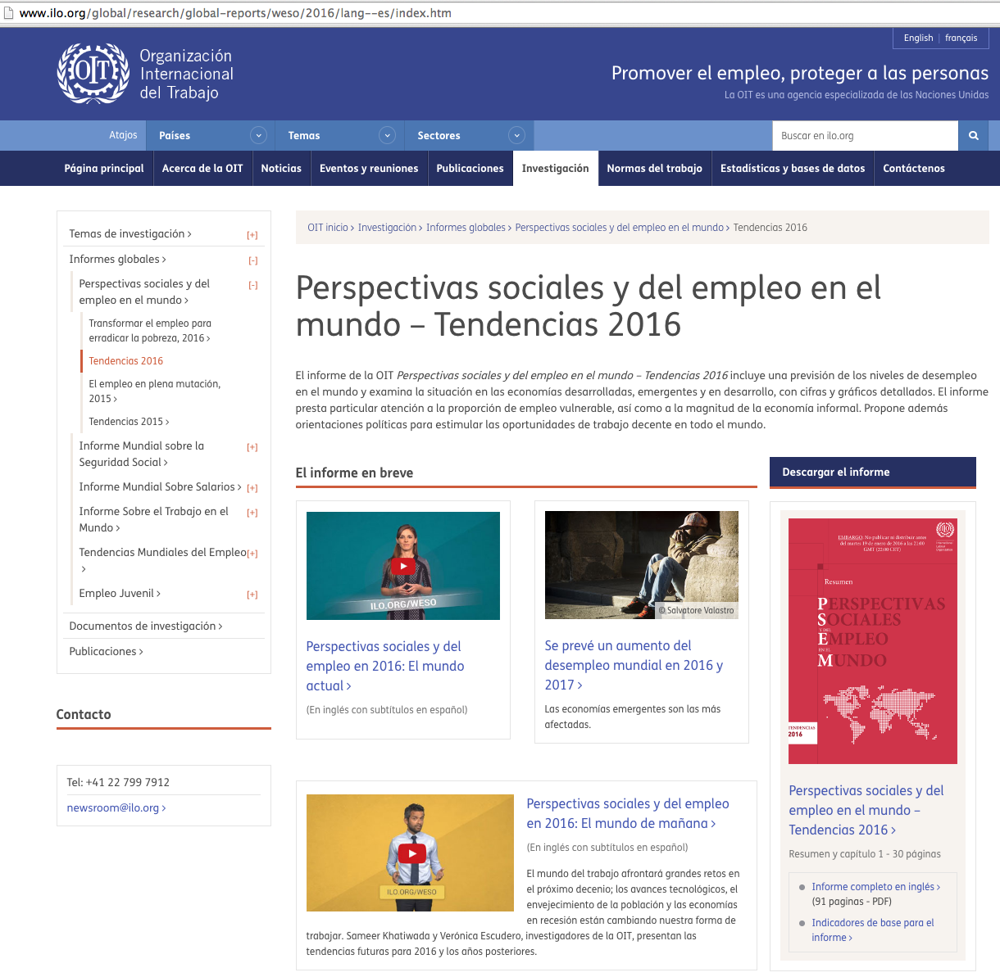 www.ilo.org/global/research/global-reports/weso/2016/lang--es/index.htm
English | français
OIT
Organización
Internacional
del Trabajo
Promover el empleo, proteger a las personas
La OIT es una agencia especializada de las Naciones Unidas
Atajos
Países
Temas
Sectores
Buscar en ilo.org
Página principal
Acerca de la OIT
Noticias
Eventos y reuniones
Publicaciones
Investigación
Normas del trabajo
Estadísticas y bases de datos
Contáctenos
Temas de investigación › [+]
Informes globales › [-]
Perspectivas sociales y del [-]
empleo en el mundo ›
Transformar el empleo para
erradicar la pobreza, 2016 ›
Tendencias 2016
El empleo en plena mutación,
2015 ›
Tendencias 2015 ›
Informe Mundial sobre la [+]
Seguridad Social ›
Informe Mundial Sobre Salarios › [+]
Informe Sobre el Trabajo en el [+]
Mundo ›
Tendencias Mundiales del Empleo [+]
›
Empleo Juvenil › [+]
Documentos de investigación ›
Publicaciones ›
Contacto
Tel: +41 22 799 7912
newsroom@ilo.org ›
OIT inicio › Investigación › Informes globales › Perspectivas sociales y del empleo en el mundo › Tendencias 2016
Perspectivas sociales y del empleo en el
mundo – Tendencias 2016
El informe de la OIT Perspectivas sociales y del empleo en el mundo – Tendencias 2016 incluye una previsión de los niveles de desempleo
en el mundo y examina la situación en las economías desarrolladas, emergentes y en desarrollo, con cifras y gráficos detallados. El informe
presta particular atención a la proporción de empleo vulnerable, así como a la magnitud de la economía informal. Propone además
orientaciones políticas para estimular las oportunidades de trabajo decente en todo el mundo.
El informe en breve
ILO.ORG/WESO
Perspectivas sociales y del
empleo en 2016: El mundo
actual ›
(En inglés con subtítulos en español)
© Salvatore Valastro
Se prevé un aumento del
desempleo mundial en 2016 y
2017 ›
Las economías emergentes son las más
afectadas.
ILO.ORG/WESO
Perspectivas sociales y del empleo
en 2016: El mundo de mañana ›
(En inglés con subtítulos en español)
El mundo del trabajo afrontará grandes retos en
el próximo decenio; los avances tecnológicos, el
envejecimiento de la población y las economías
en recesión están cambiando nuestra forma de
trabajar. Sameer Khatiwada y Verónica Escudero, investigadores de la OIT, presentan las
tendencias futuras para 2016 y los años posteriores.
Descargar el informe
EMBARGO. No publicar ni distribuir antes
del martes 19 de enero de 2016 a las 21:00
GMT (22:00 CET)
Resumen
PERSPECTIVAS
SOCIALES
Y DEL
EMPLEO
EN EL
MUNDO
TENDENCIAS
2016
Perspectivas sociales y del
empleo en el mundo –
Tendencias 2016 ›
Resumen y capítulo 1 - 30 páginas
Informe completo en inglés ›
(91 paginas - PDF)
Indicadores de base para el
informe ›